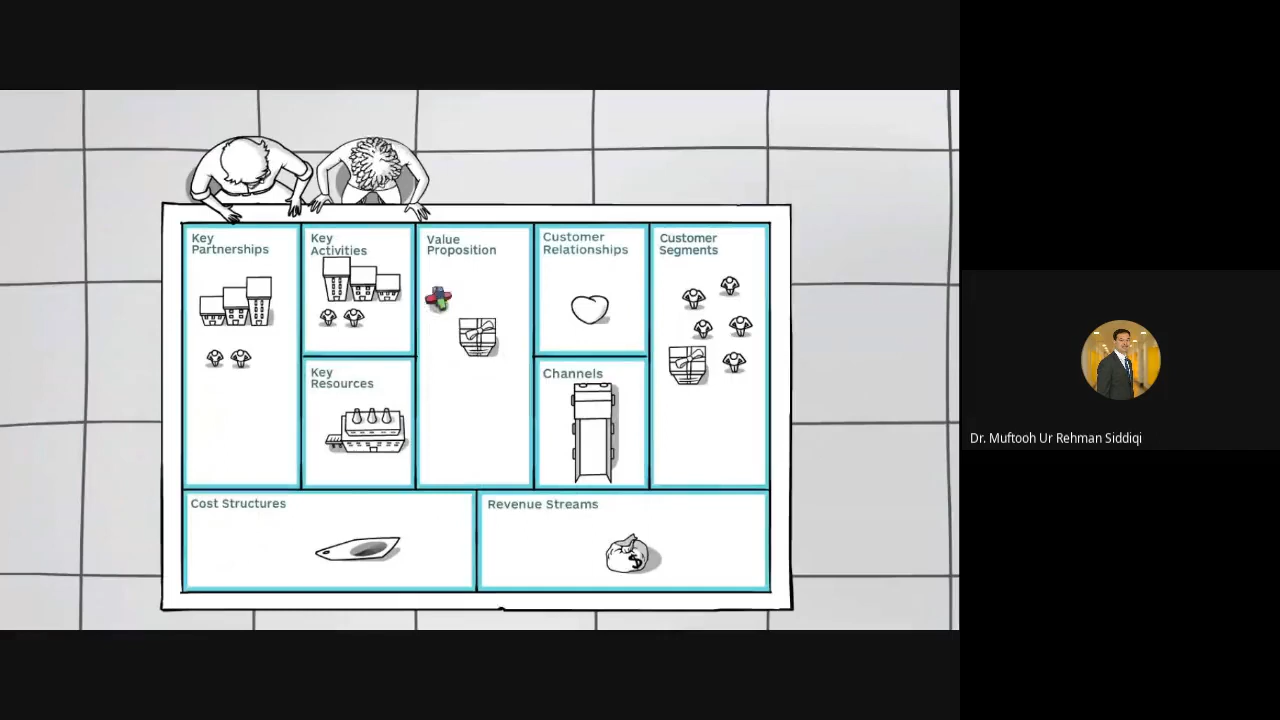 Key
Partnerships
Key
Activities
Key
Resources
Value
Proposition
Customer
Relationships
Channels
Customer
Segments
Cost Structures
Revenue Streams
$
Dr. Muftooh Ur Rehman Siddiqi